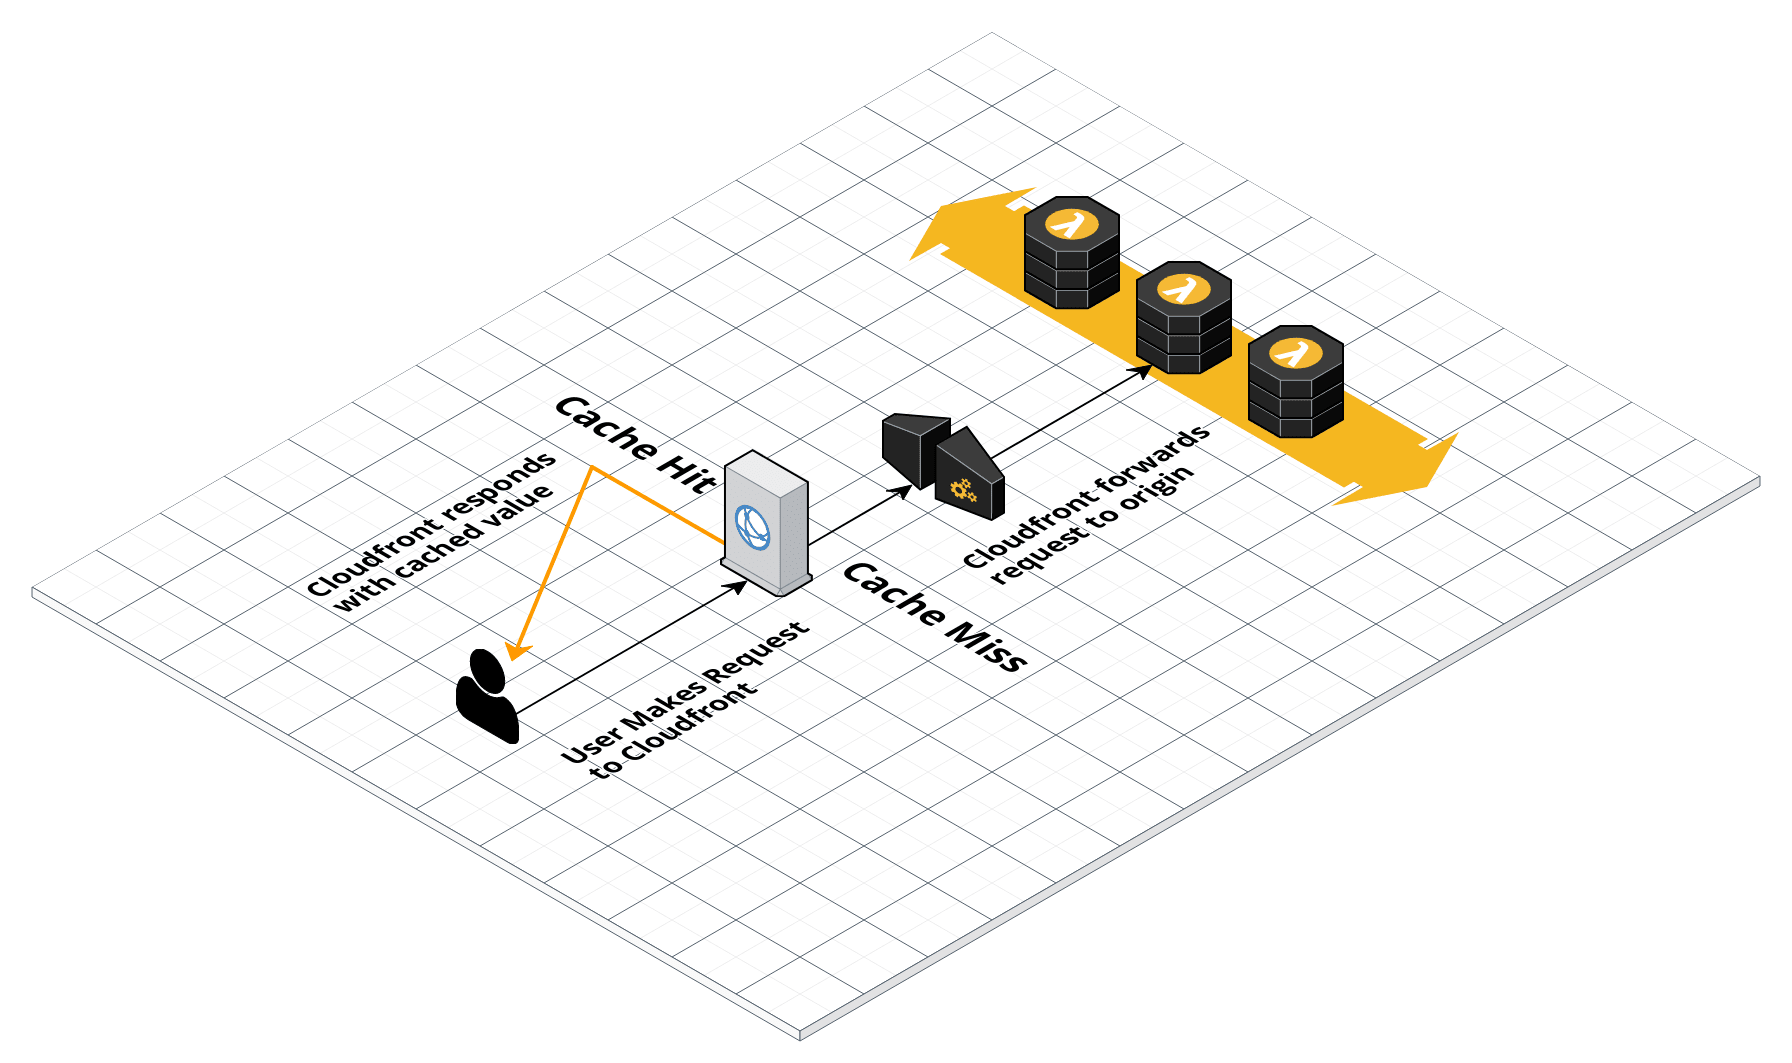 Cache Hit
Cloudfront responds
with cached value
Cloudfront forwards
request to origin
Cache Miss
User Makes Request
to Cloudfront